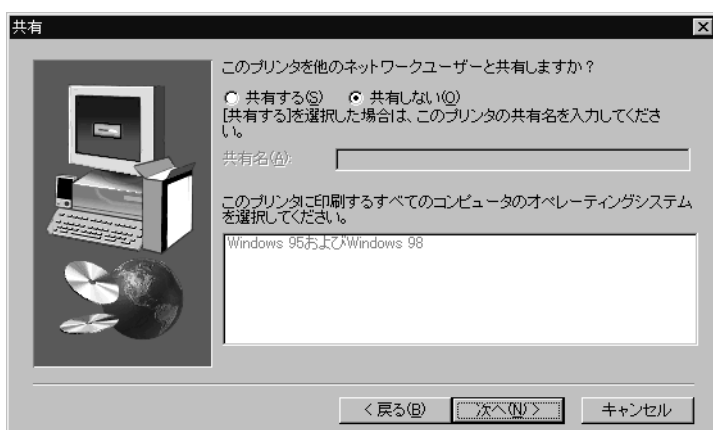 共有
このプリンタを他のネットワークユーザーと共有しますか？
共有する(S) 共有しない(O)
[共有する]を選択した場合は、このプリンタの共有名を入力してくださ
い。
共有名(A):
このプリンタに印刷するすべてのコンピュータのオペレーティングシステム
を選択してください。
Windows 95およびWindows 98
< 戻る(B) 次へ(N) > キャンセル